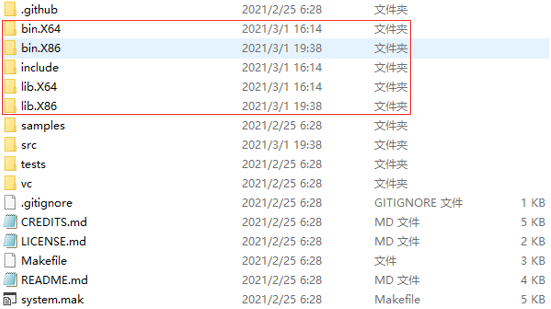 .github 2021/2/25 6:28 文件夹
bin.X64 2021/3/1 16:14 文件夹
bin.X86 2021/3/1 19:38 文件夹
include 2021/3/1 16:14 文件夹
lib.X64 2021/3/1 16:14 文件夹
lib.X86 2021/3/1 19:38 文件夹
samples 2021/2/25 6:28 文件夹
src 2021/3/1 19:38 文件夹
tests 2021/2/25 6:28 文件夹
vc 2021/2/25 6:28 文件夹
.gitignore 2021/2/25 6:28 GITIGNORE 文件 1 KB
CREDITS.md 2021/2/25 6:28 MD 文件 5 KB
LICENSE.md 2021/2/25 6:28 MD 文件 2 KB
Makefile 2021/2/25 6:28 文件 3 KB
README.md 2021/2/25 6:28 MD 文件 4 KB
system.mak 2021/2/25 6:28 Makefile 6 KB